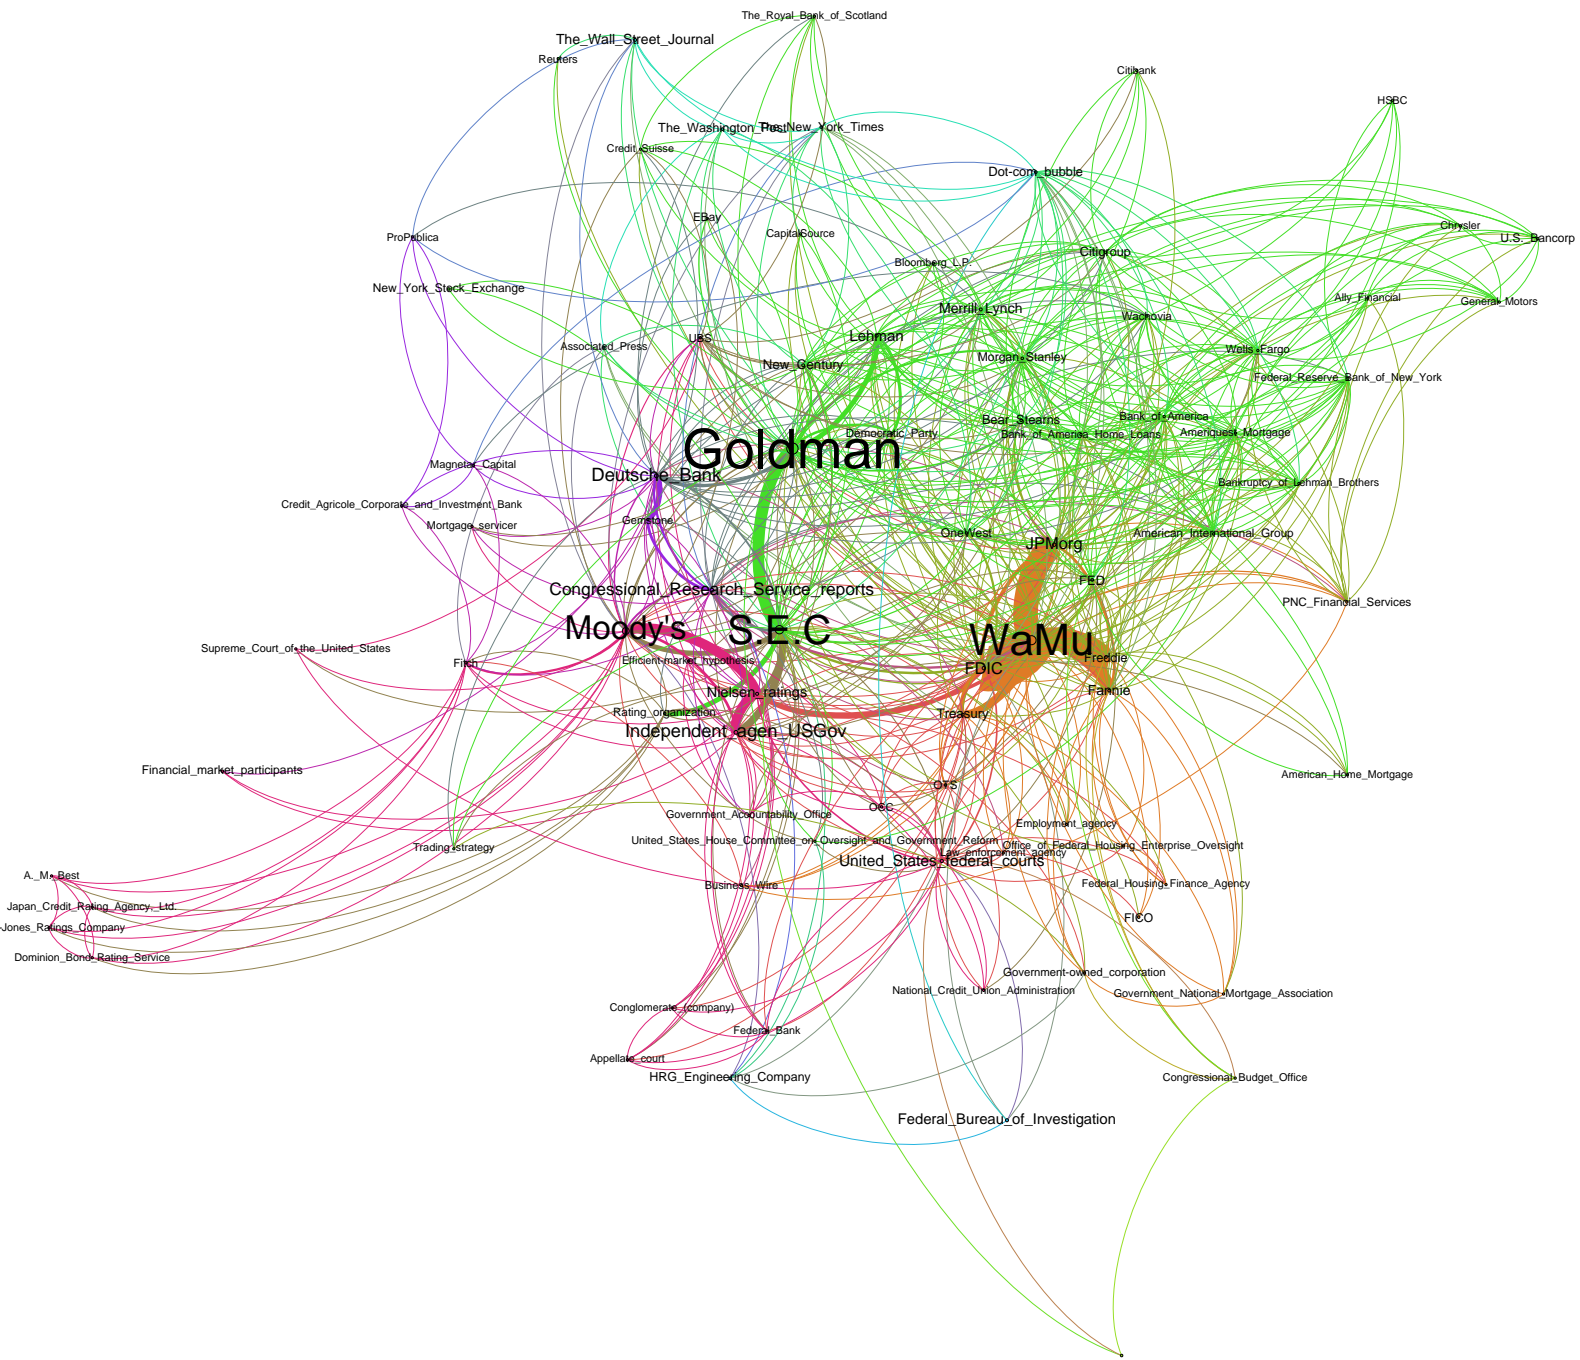 The_Royal_Bank_of_Scotland
The_Wall_Street_Journal
Reuters
Citibank
HSBC
The_Washington_Post
The_New_York_Times
Credit_Suisse
Dot-com_bubble
EBay
CapitalSource
Chrysler
ProPublica
U.S._Bancorp
Citigroup
Bloomberg_L.P.
New_York_Stock_Exchange
Ally_Financial
General_Motors
Merrill_Lynch
Wachovia
Lehman
UBS
Associated_Press
Wells_Fargo
Morgan_Stanley
New_Century
Federal_Reserve_Bank_of_New_York
Bear_Stearns
Bank_of_America
Democratic_Party
Bank_of_America_Home_Loans
Ameriquest_Mortgage
Goldman
Magnetar_Capital
Deutsche_Bank
Bankruptcy_of_Lehman_Brothers
Credit_Agricole_Corporate_and_Investment_Bank
Gemstone
Mortgage_servicer
OneWest
American_International_Group
JPMorg
FED
Congressional_Research_Service_reports
PNC_Financial_Services
Moody's
S.E.C
WaMu
Supreme_Court_of_the_United_States
Fitch
Efficient-market_hypothesis
Freddie
FDIC
Nielsen_ratings
Fannie
Rating_organization
Treasury
Independent_agen_USGov
Financial_market_participants
American_Home_Mortgage
OTS
OCC
Government_Accountability_Office
Employment_agency
United_States_House_Committee_on_Oversight_and_Government_Reform
Trading_strategy
Law_enforcement_agency
Office_of_Federal_Housing_Enterprise_Oversight
United_States_federal_courts
A._M._Best
Business_Wire
Federal_Housing_Finance_Agency
Japan_Credit_Rating_Agency,_Ltd.
FICO
-Jones_Ratings_Company
Dominion_Bond_Rating_Service
Government-owned_corporation
National_Credit_Union_Administration
Government_National_Mortgage_Association
Conglomerate_(company)
Federal_Bank
Appellate_court
HRG_Engineering_Company
Congressional_Budget_Office
Federal_Bureau_of_Investigation